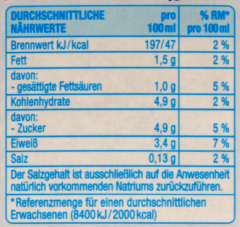 DURCHSCHNITTLICHE NÄHRWERTE pro 100 ml % RM* pro 100 ml
Brennwert kJ/kcal 197/47 2 %
Fett 1,5 g 2 %
davon:
- gesättigte Fettsäuren 1,0 g 5 %
Kohlenhydrate 4,9 g 2 %
davon:
- Zucker 4,9 g 5 %
Eiweiß 3,4 g 7 %
Salz 0,13 g 2 %
Der Salzgehalt ist ausschließlich auf die Anwesenheit
natürlich vorkommenden Natriums zurückzuführen.
*Referenzmenge für einen durchschnittlichen
Erwachsenen (8400 kJ/2000 kcal)